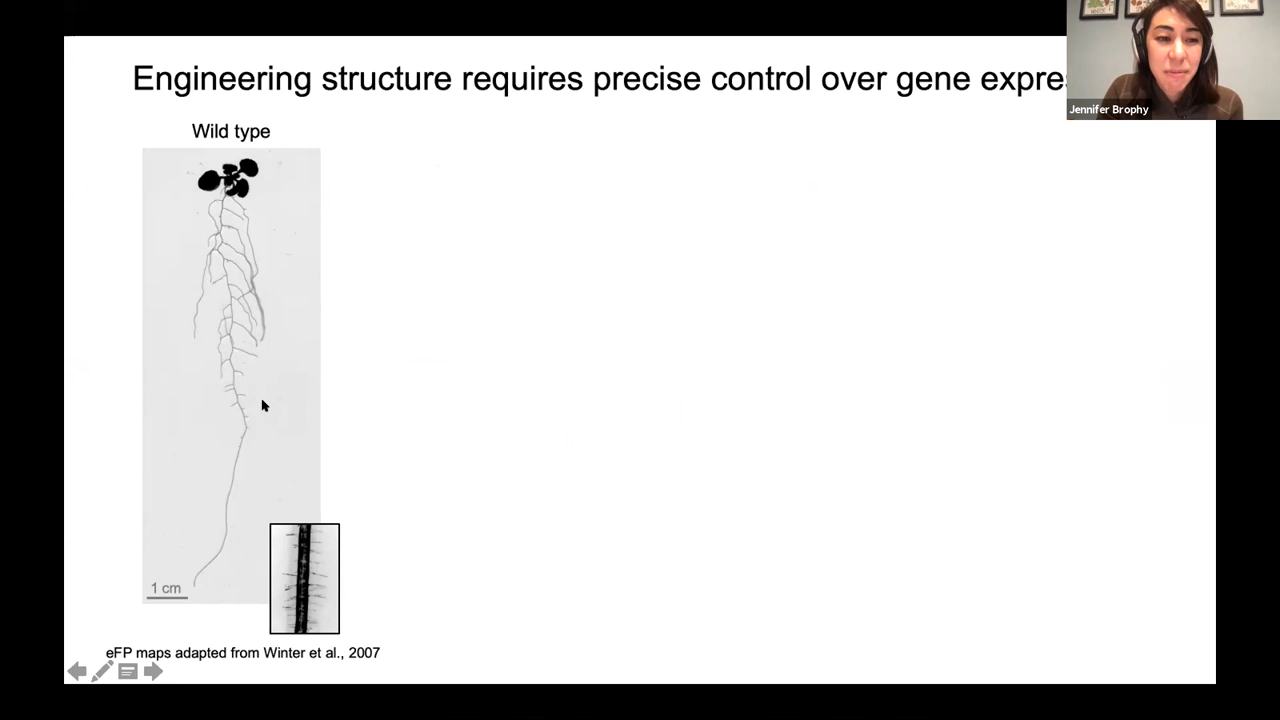 Engineering structure requires precise control over gene expre
Jennifer Brophy
Wild type
1 cm
eFP maps adapted from Winter et al., 2007